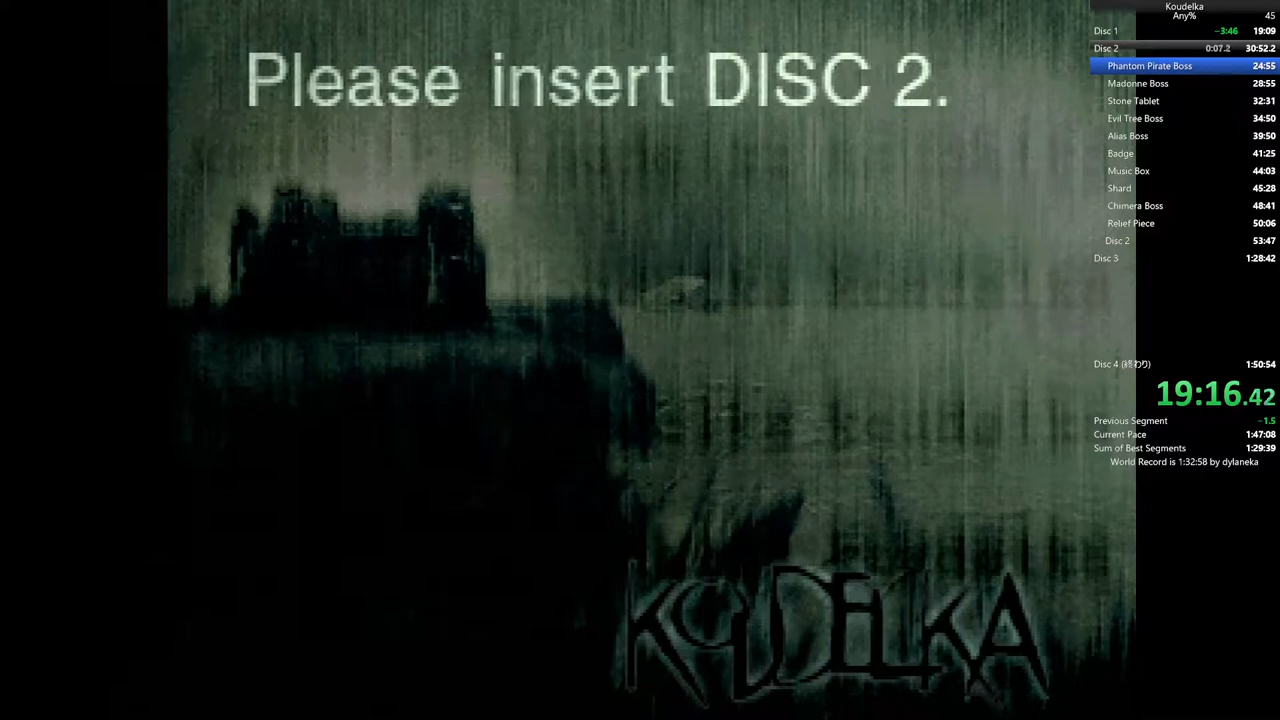 Please insert DISC 2.
KOUDELKA
Koudelka
Any% 45
Disc 1 −3:46 19:09
Disc 2 0:07.2 30:52.2
Phantom Pirate Boss 24:55
Madonne Boss 28:55
Stone Tablet 32:31
Evil Tree Boss 34:50
Alias Boss 39:50
Badge 41:25
Music Box 44:03
Shard 45:28
Chimera Boss 48:41
Relief Piece 50:06
Disc 2 53:47
Disc 3 1:28:42
Disc 4 (終わり) 1:50:54
19:16.42
Previous Segment −1.5
Current Pace 1:47:08
Sum of Best Segments 1:29:39
World Record is 1:32:58 by dylaneka